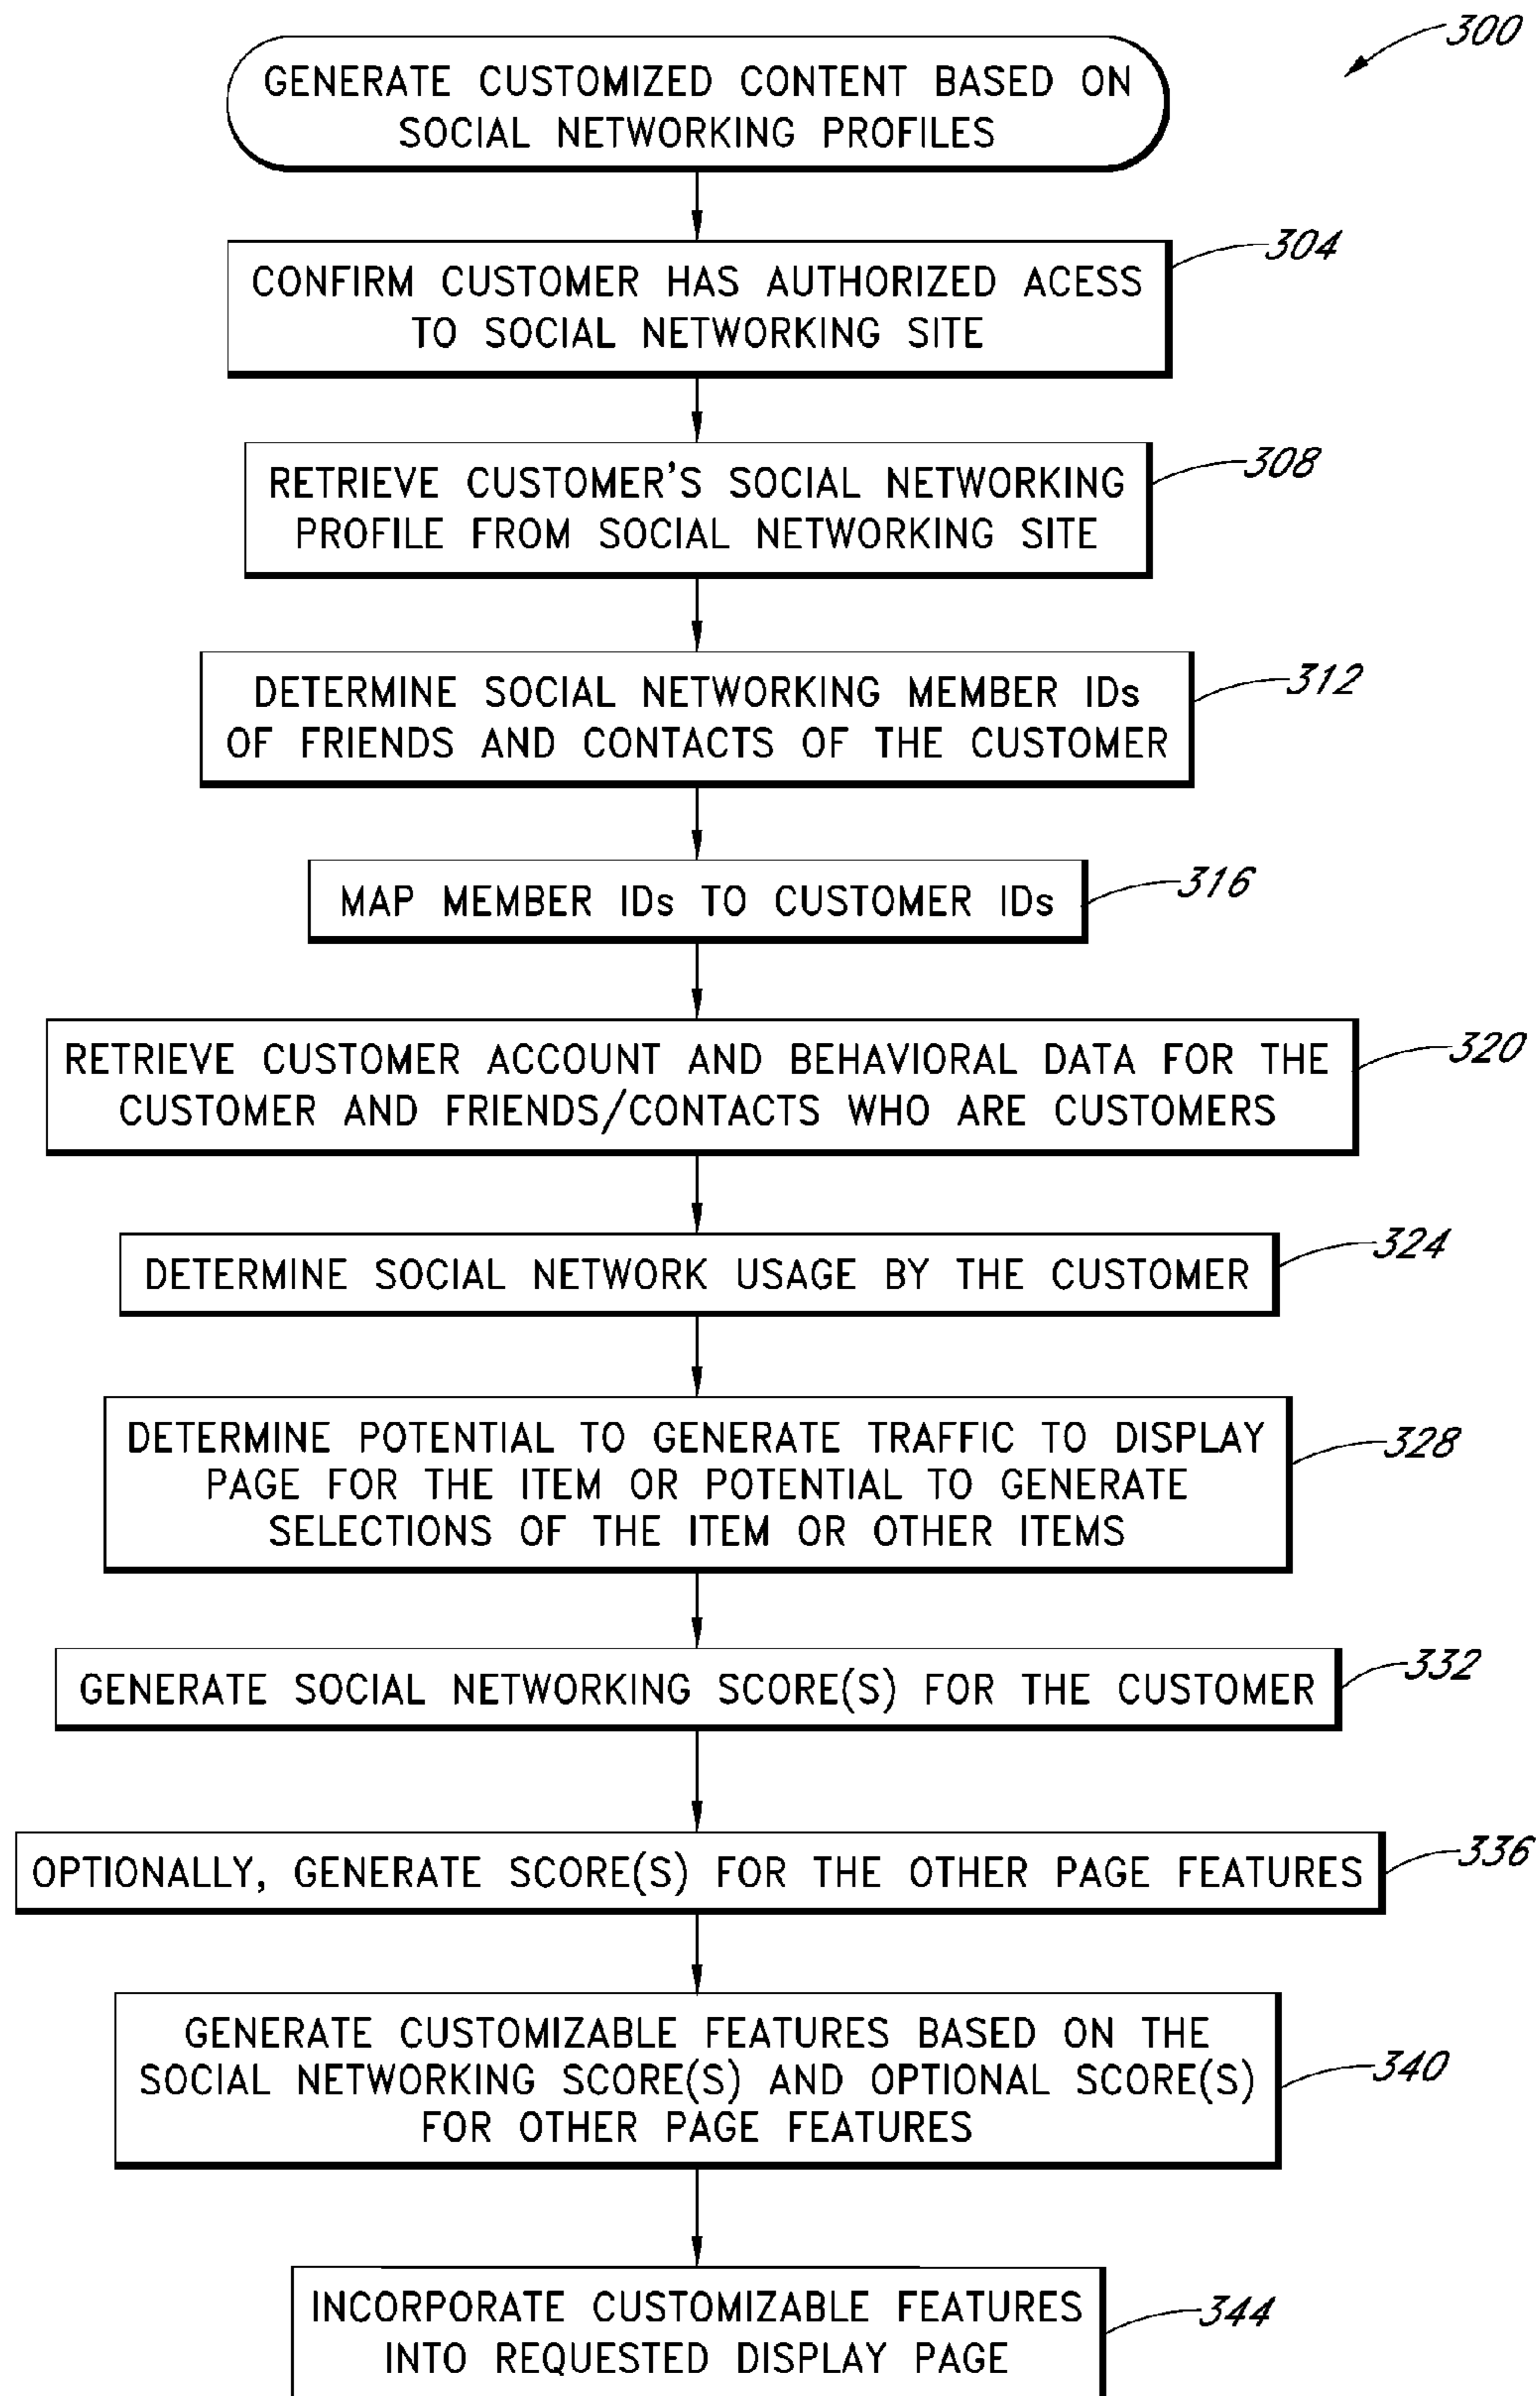 300
GENERATE CUSTOMIZED CONTENT BASED ON
SOCIAL NETWORKING PROFILES
304
CONFIRM CUSTOMER HAS AUTHORIZED ACESS
TO SOCIAL NETWORKING SITE
308
RETRIEVE CUSTOMER'S SOCIAL NETWORKING
PROFILE FROM SOCIAL NETWORKING SITE
312
DETERMINE SOCIAL NETWORKING MEMBER IDs
OF FRIENDS AND CONTACTS OF THE CUSTOMER
316
MAP MEMBER IDs TO CUSTOMER IDs
320
RETRIEVE CUSTOMER ACCOUNT AND BEHAVIORAL DATA FOR THE
CUSTOMER AND FRIENDS/CONTACTS WHO ARE CUSTOMERS
324
DETERMINE SOCIAL NETWORK USAGE BY THE CUSTOMER
328
DETERMINE POTENTIAL TO GENERATE TRAFFIC TO DISPLAY
PAGE FOR THE ITEM OR POTENTIAL TO GENERATE
SELECTIONS OF THE ITEM OR OTHER ITEMS
332
GENERATE SOCIAL NETWORKING SCORE(S) FOR THE CUSTOMER
336
OPTIONALLY, GENERATE SCORE(S) FOR THE OTHER PAGE FEATURES
340
GENERATE CUSTOMIZABLE FEATURES BASED ON THE
SOCIAL NETWORKING SCORE(S) AND OPTIONAL SCORE(S)
FOR OTHER PAGE FEATURES
344
INCORPORATE CUSTOMIZABLE FEATURES
INTO REQUESTED DISPLAY PAGE